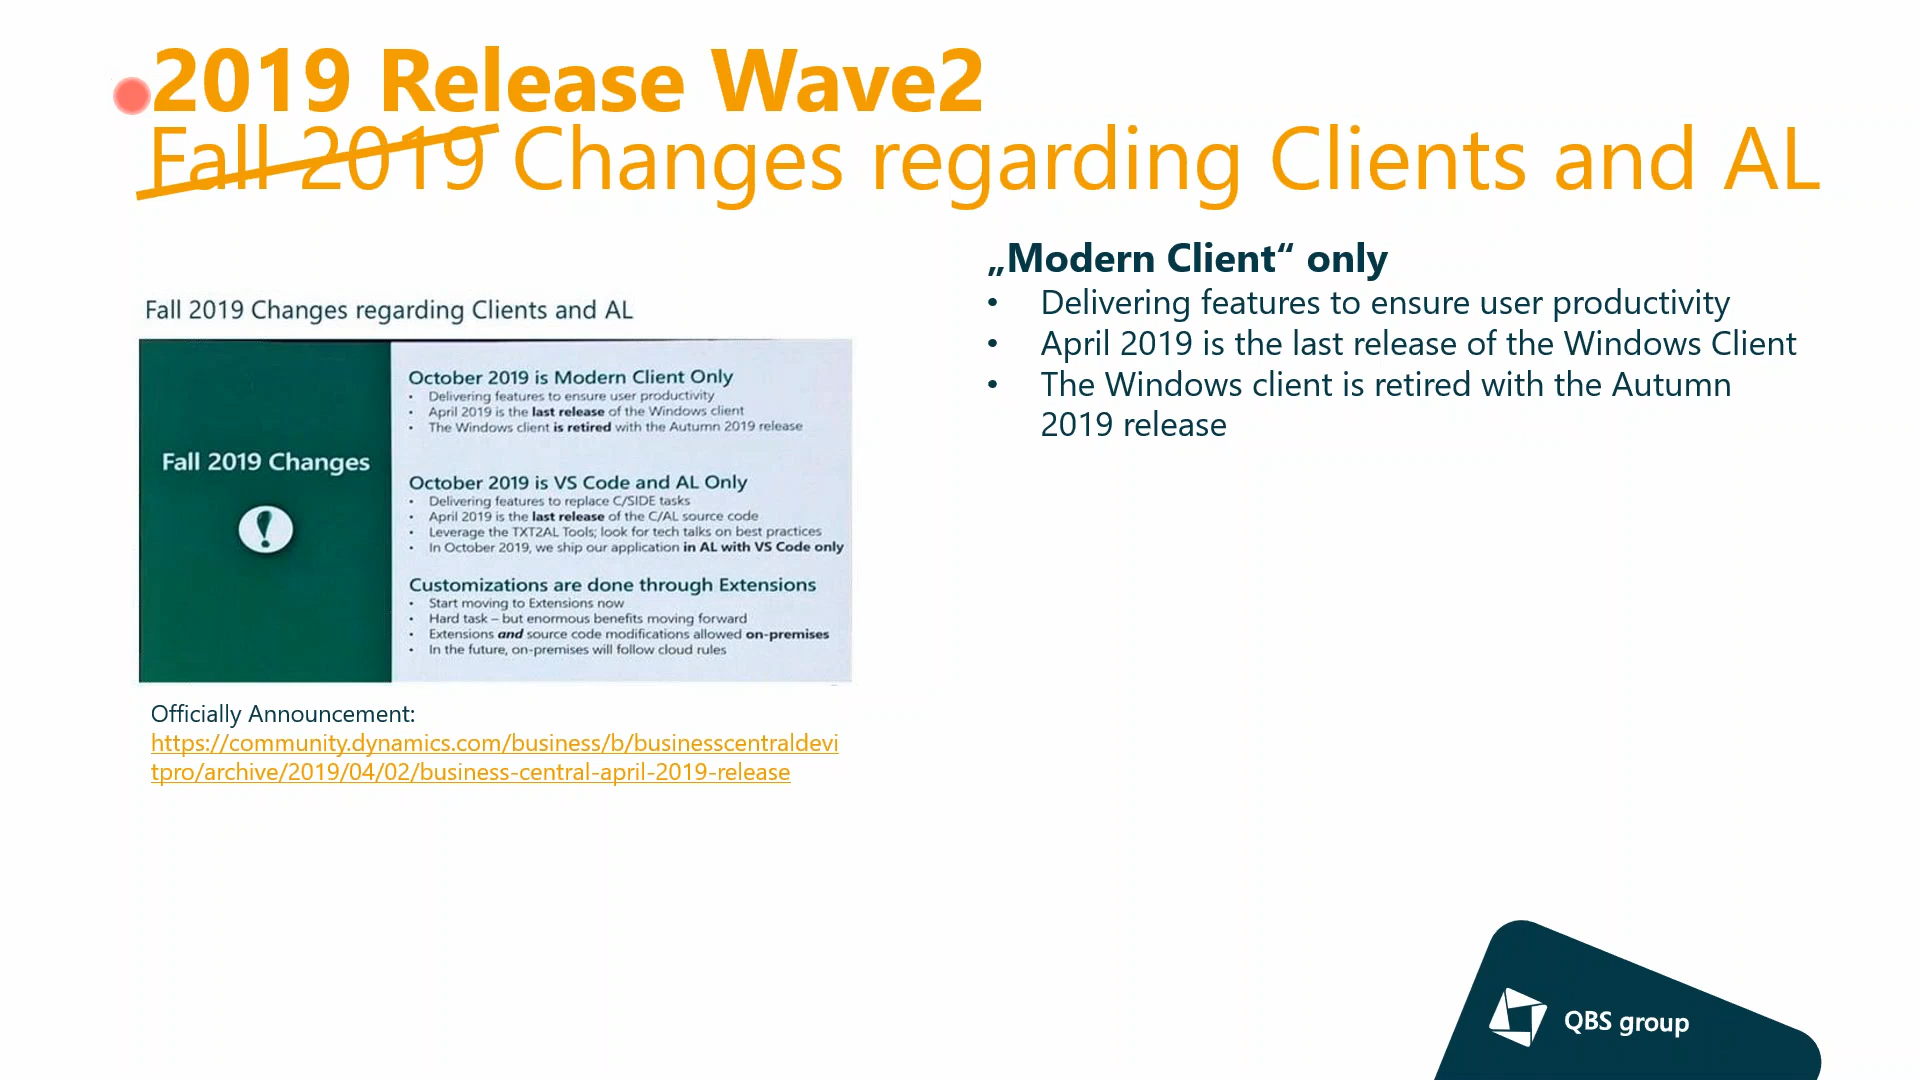 2019 Release Wave2
Fall 2019 Changes regarding Clients and AL
Fall 2019 Changes regarding Clients and AL
Fall 2019 Changes
October 2019 is Modern Client Only
• Delivering features to ensure user productivity
• April 2019 is the last release of the Windows client
• The Windows client is retired with the Autumn 2019 release
October 2019 is VS Code and AL Only
• Delivering features to replace C/SIDE tasks
• April 2019 is the last release of the C/AL source code
• Leverage the TXT2AL Tools; look for tech talks on best practices
• In October 2019, we ship our application in AL with VS Code only
Customizations are done through Extensions
• Start moving to Extensions now
• Hard task – but enormous benefits moving forward
• Extensions and source code modifications allowed on-premises
• In the future, on-premises will follow cloud rules
Officially Announcement:
https://community.dynamics.com/business/b/businesscentraldevi
tpro/archive/2019/04/02/business-central-april-2019-release
„Modern Client“ only
• Delivering features to ensure user productivity
• April 2019 is the last release of the Windows Client
• The Windows client is retired with the Autumn
2019 release
QBS group